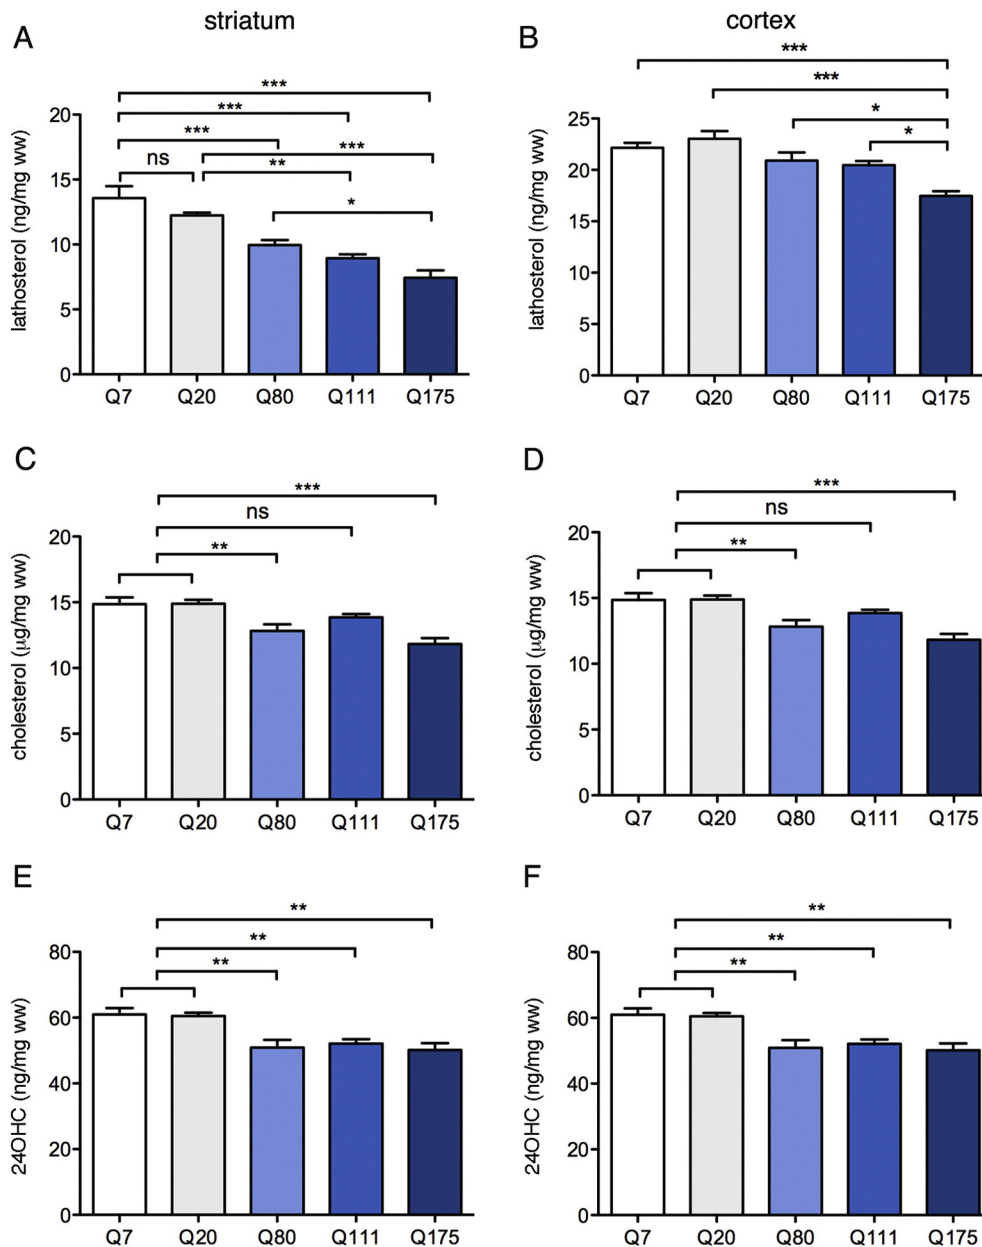 striatum
cortex
A
B
***
***
***
ns
***
**
*
***
***
*
*
lathosterol (ng/mg ww)
20
15
10
5
0
Q7 Q20 Q80 Q111 Q175
lathosterol (ng/mg ww)
25
20
15
10
5
0
Q7 Q20 Q80 Q111 Q175
C
D
***
ns
**
***
ns
**
cholesterol (µg/mg ww)
20
15
10
5
0
Q7 Q20 Q80 Q111 Q175
cholesterol (µg/mg ww)
20
15
10
5
0
Q7 Q20 Q80 Q111 Q175
E
F
**
**
**
**
**
**
24OHC (ng/mg ww)
80
60
40
20
0
Q7 Q20 Q80 Q111 Q175
24OHC (ng/mg ww)
80
60
40
20
0
Q7 Q20 Q80 Q111 Q175